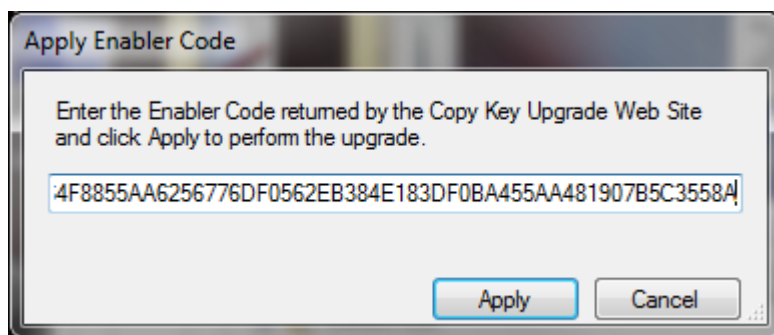 Apply Enabler Code
Enter the Enabler Code returned by the Copy Key Upgrade Web Site
and click Apply to perform the upgrade.
4F8855AA6256776DF0562EB384E183DF0BA455AA481907B5C3558A
Apply
Cancel